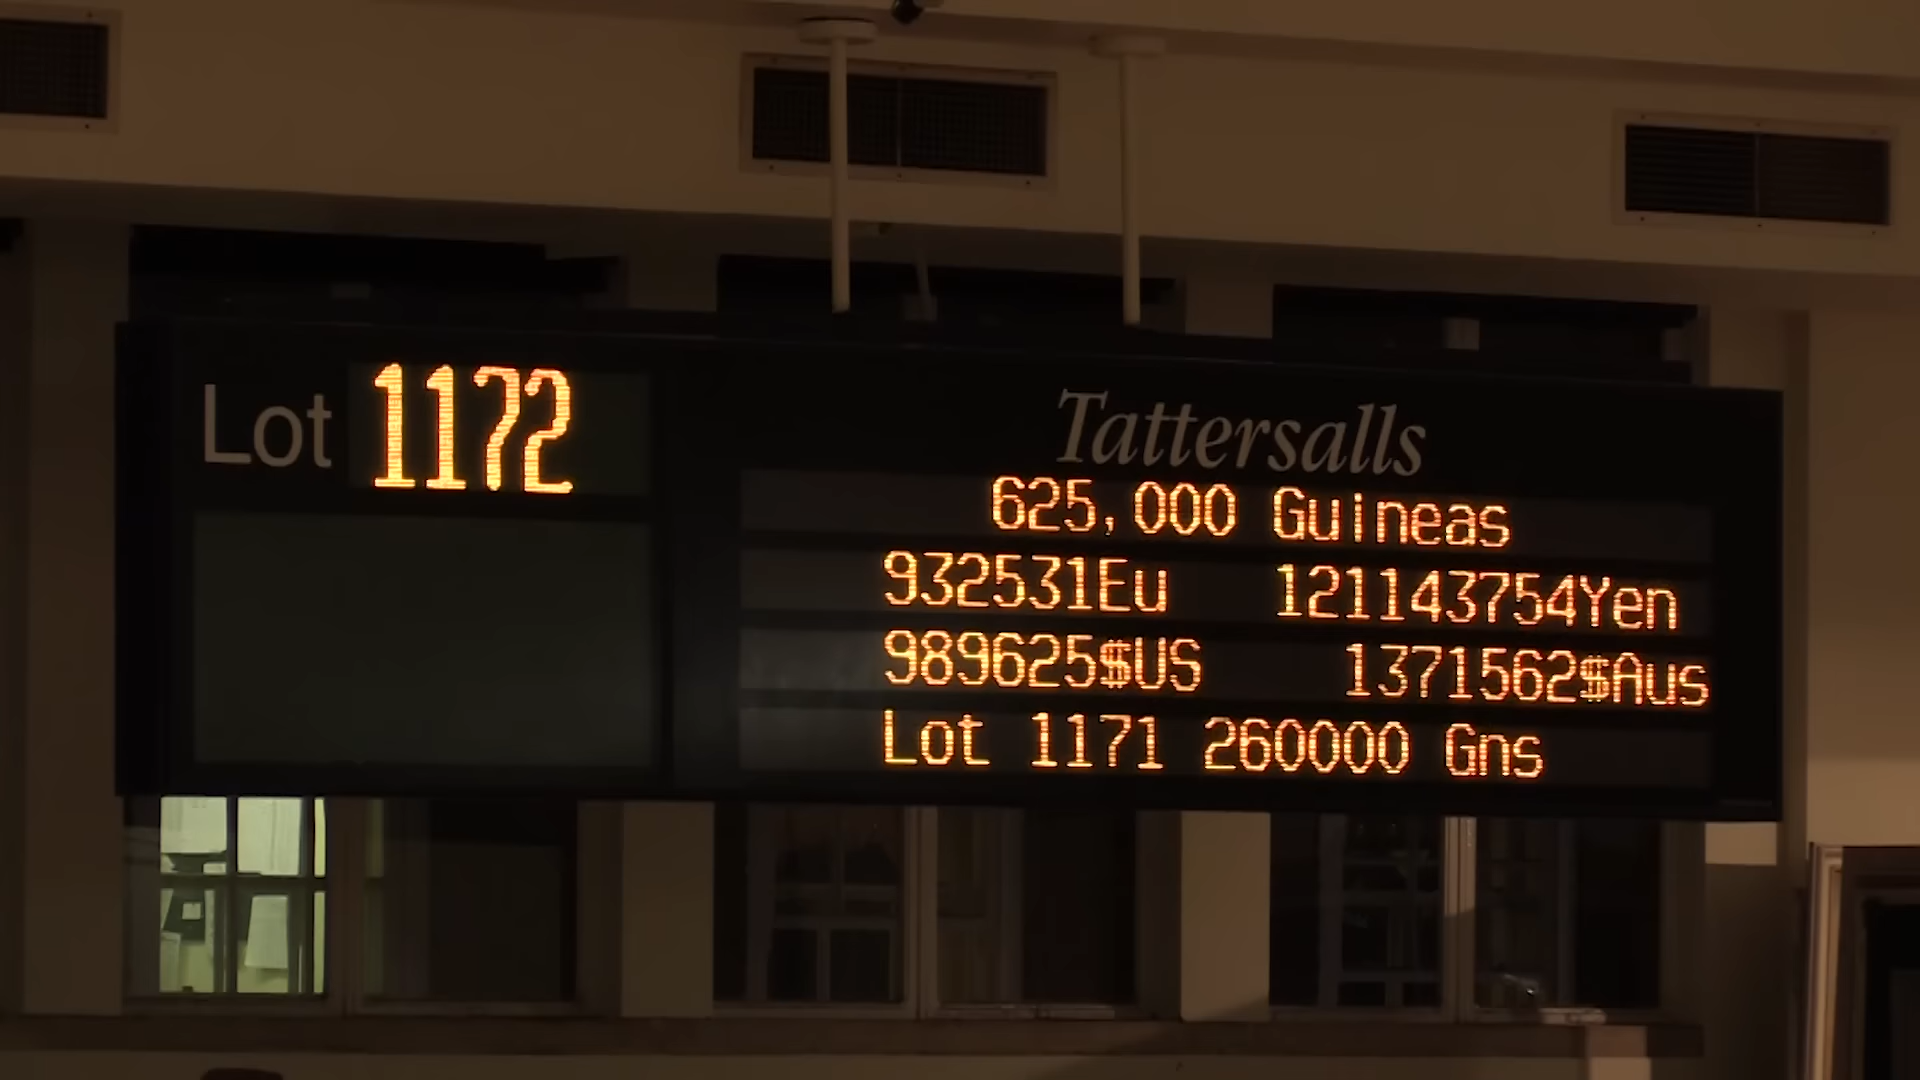 Lot 1172
Tattersalls
625,000 Guineas
932531Eu 121143754Yen
989625$US 1371562$Aus
Lot 1171 260000 Gns